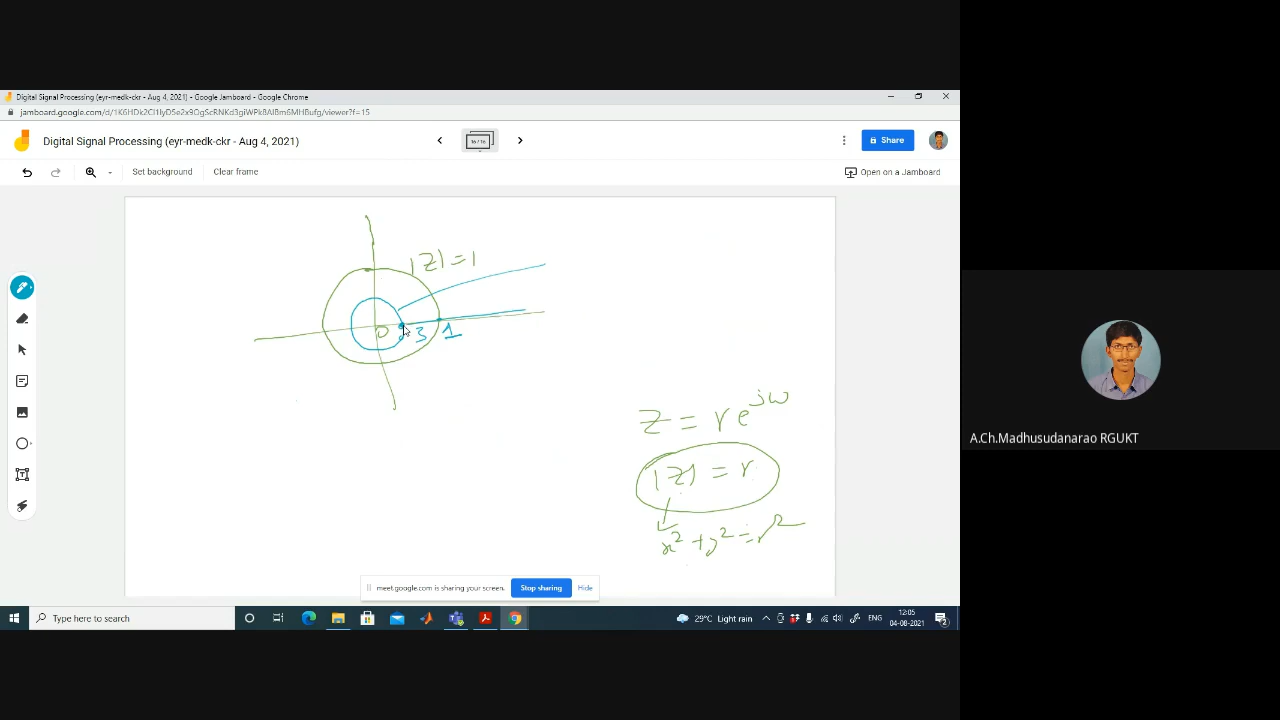 Digital Signal Processing (eyr-medk-ckr - Aug 4, 2021) - Google Jamboard - Google Chrome
Digital Signal Processing (eyr-medk-ckr - Aug 4, 2021)
16 / 16
Share
Set background
Clear frame
Open on a Jamboard
|Z|=1
0
3
1
Z = re^jω
|Z| = r
x² + y² = r²
A.Ch.Madhusudanarao RGUKT
meet.google.com is sharing your screen.
Stop sharing
Hide
Type here to search
29°C Light rain
ENG
12:05
04-08-2021
2